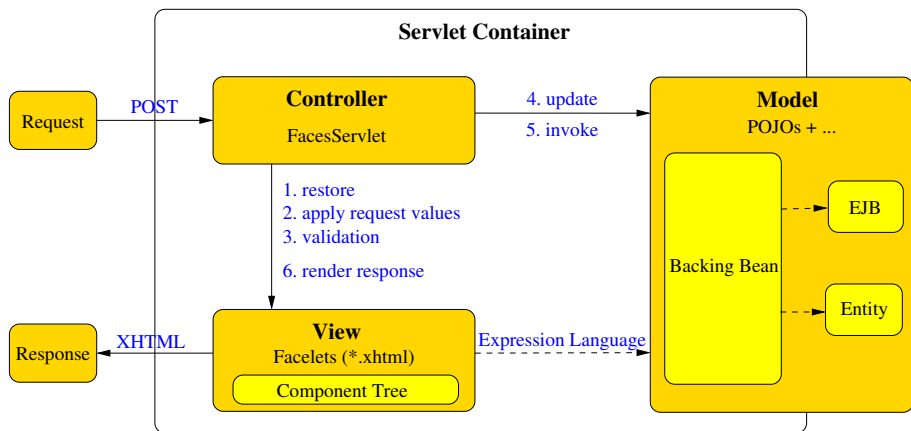 Servlet Container
Request
POST
Controller
FacesServlet
4. update
5. invoke
Model
POJOs + ...
1. restore
2. apply request values
3. validation
6. render response
Backing Bean
EJB
Entity
Response
XHTML
View
Facelets (*.xhtml)
Component Tree
Expression Language